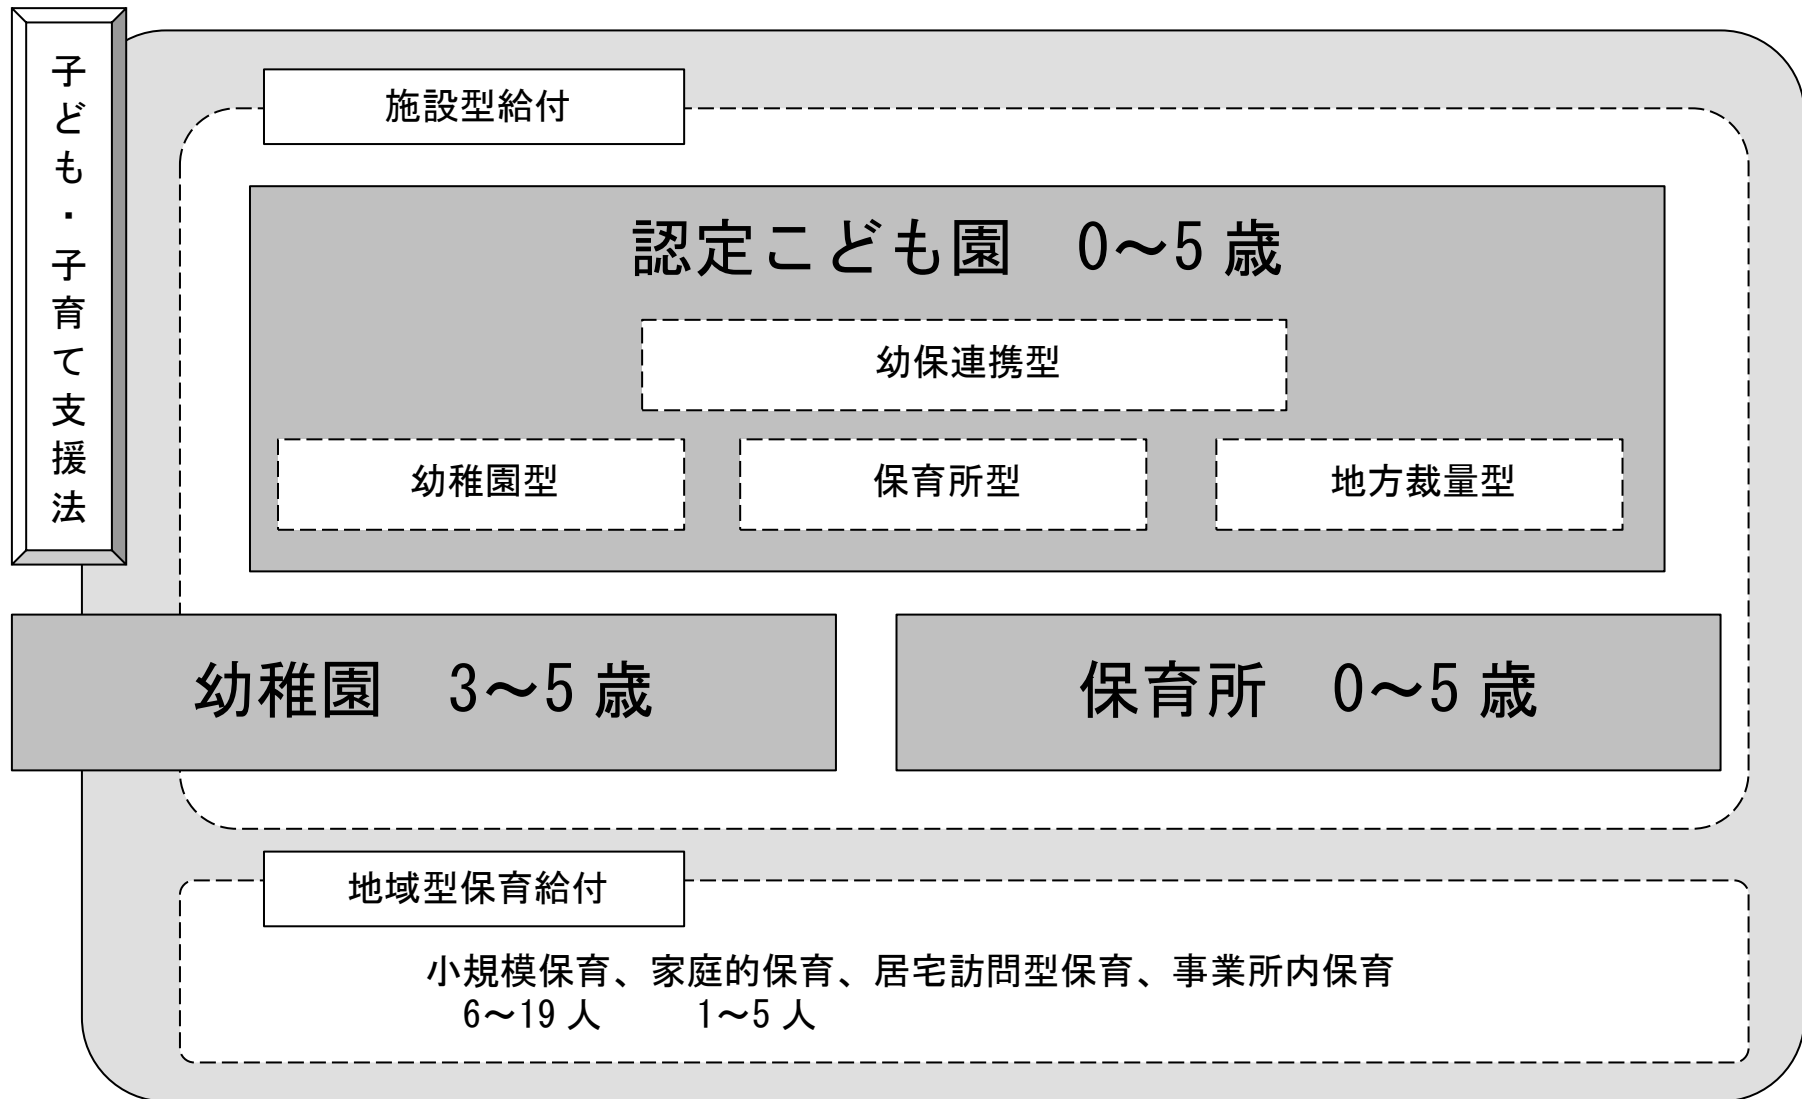 子ども・子育て支援法
施設型給付
認定こども園　0～5歳
幼保連携型
幼稚園型
保育所型
地方裁量型
幼稚園　3～5歳
保育所　0～5歳
地域型保育給付
小規模保育、家庭的保育、居宅訪問型保育、事業所内保育
6～19人　　1～5人